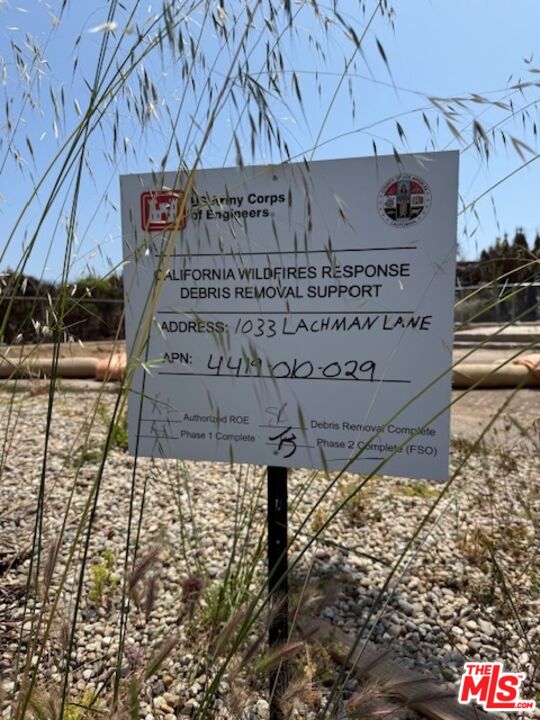 US Army Corps
of Engineers®
CALIFORNIA WILDFIRES RESPONSE
DEBRIS REMOVAL SUPPORT
ADDRESS: 1033 LACHMAN LANE
APN: 4419-010-029
Authorized ROE
Debris Removal Complete
Phase 1 Complete
Phase 2 Complete (FSO)
THE
MLS
.COM